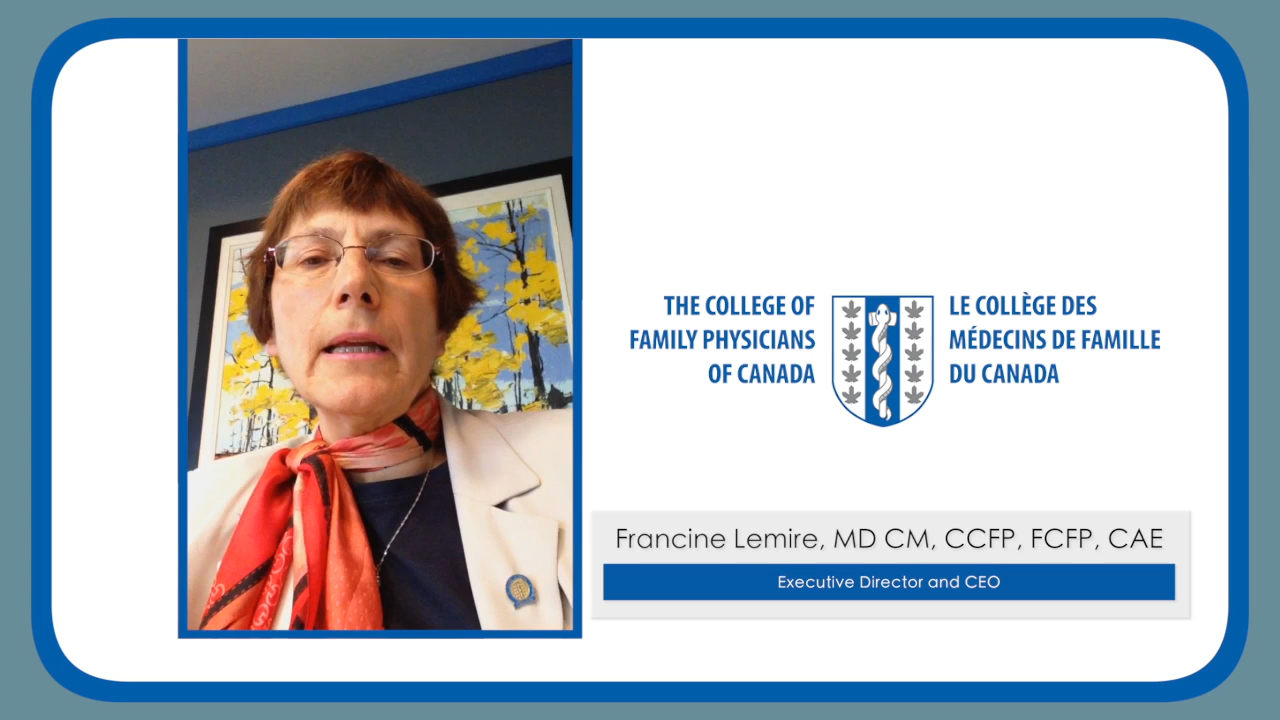 THE COLLEGE OF
FAMILY PHYSICIANS
OF CANADA
LE COLLÈGE DES
MÉDECINS DE FAMILLE
DU CANADA
Francine Lemire, MD CM, CCFP, FCFP, CAE
Executive Director and CEO